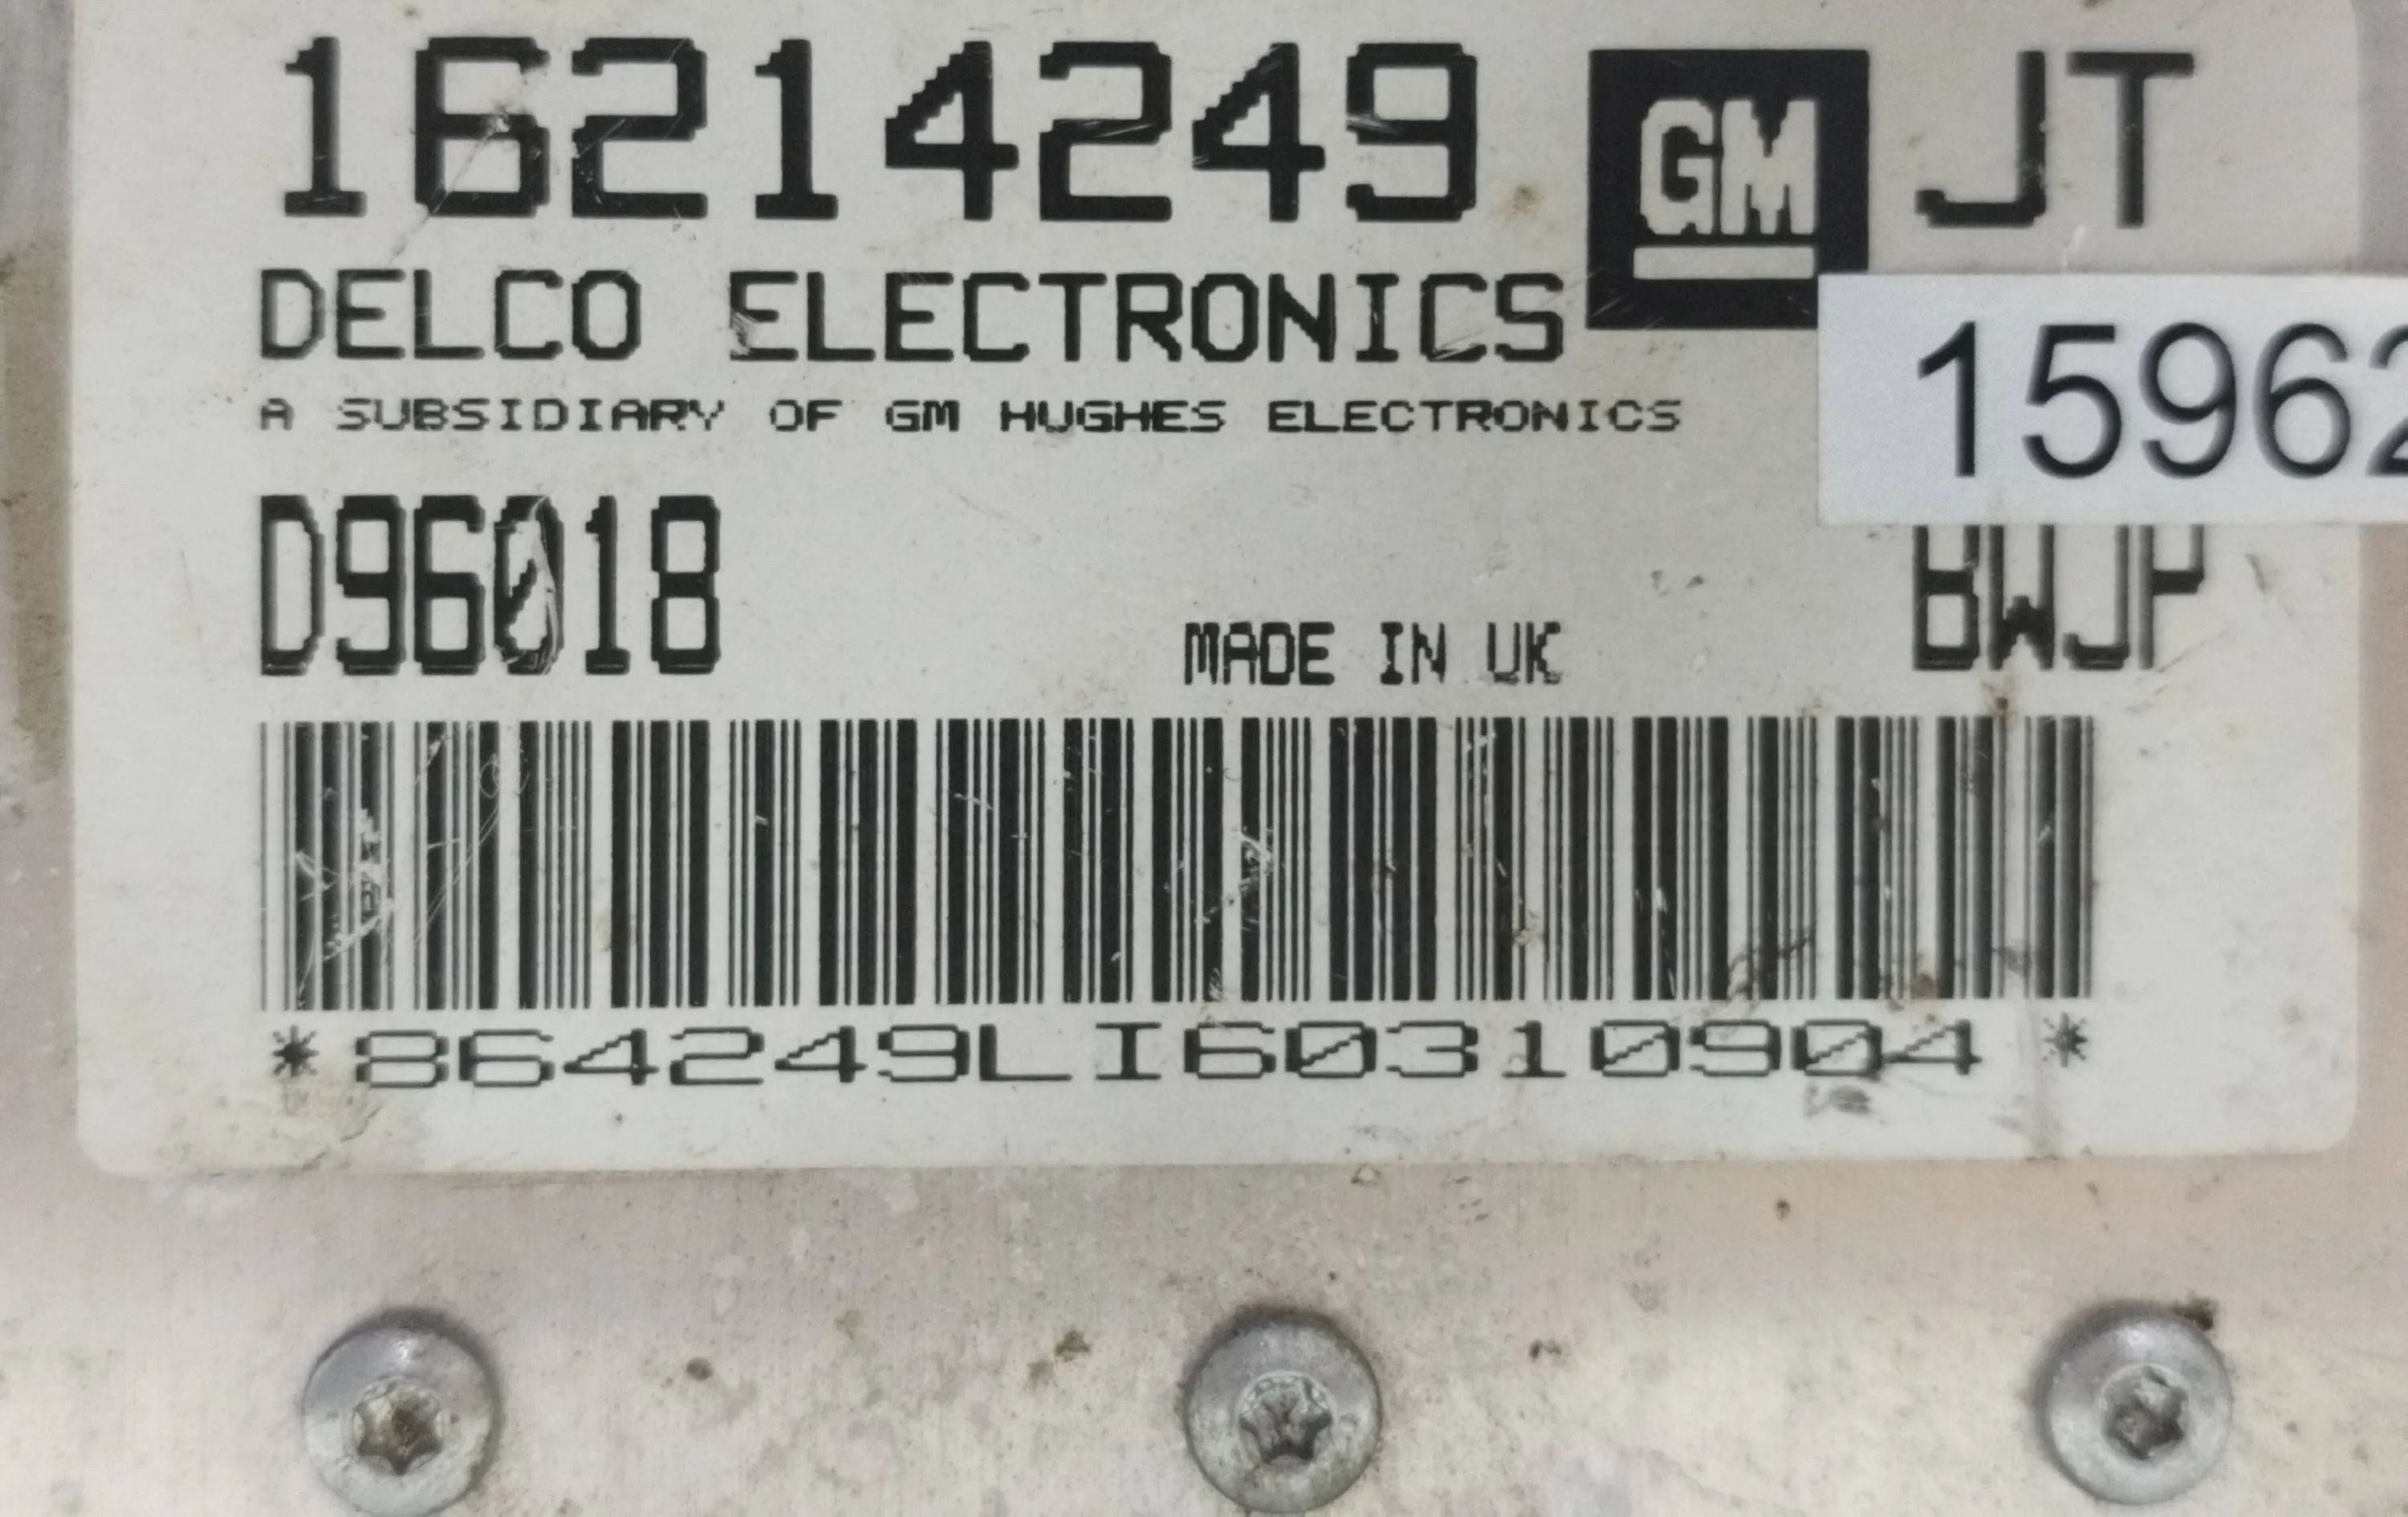 16214249 GM JT
DELCO ELECTRONICS
15962
A SUBSIDIARY OF GM HUGHES ELECTRONICS
D96018
MADE IN UK
BWJP
*864249LI60310904*